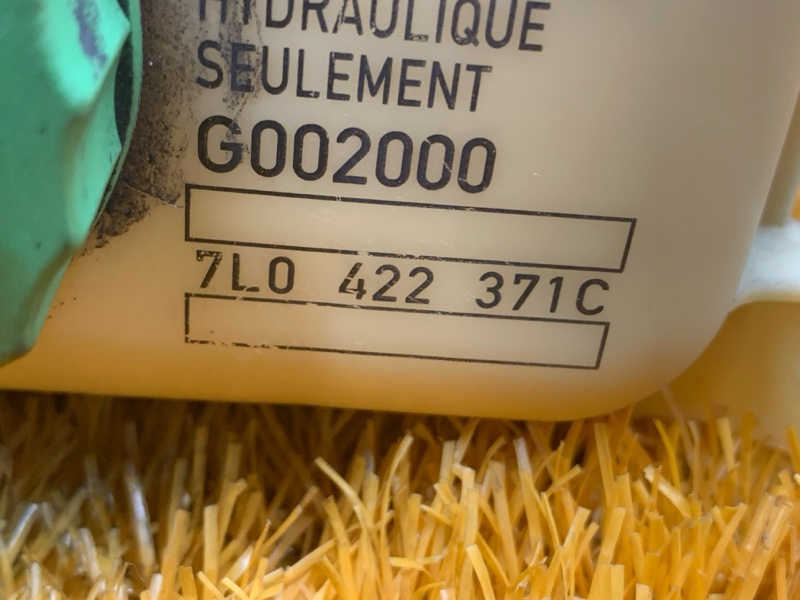 HYDRAULIQUE
SEULEMENT
G002000
7L0 422 371C